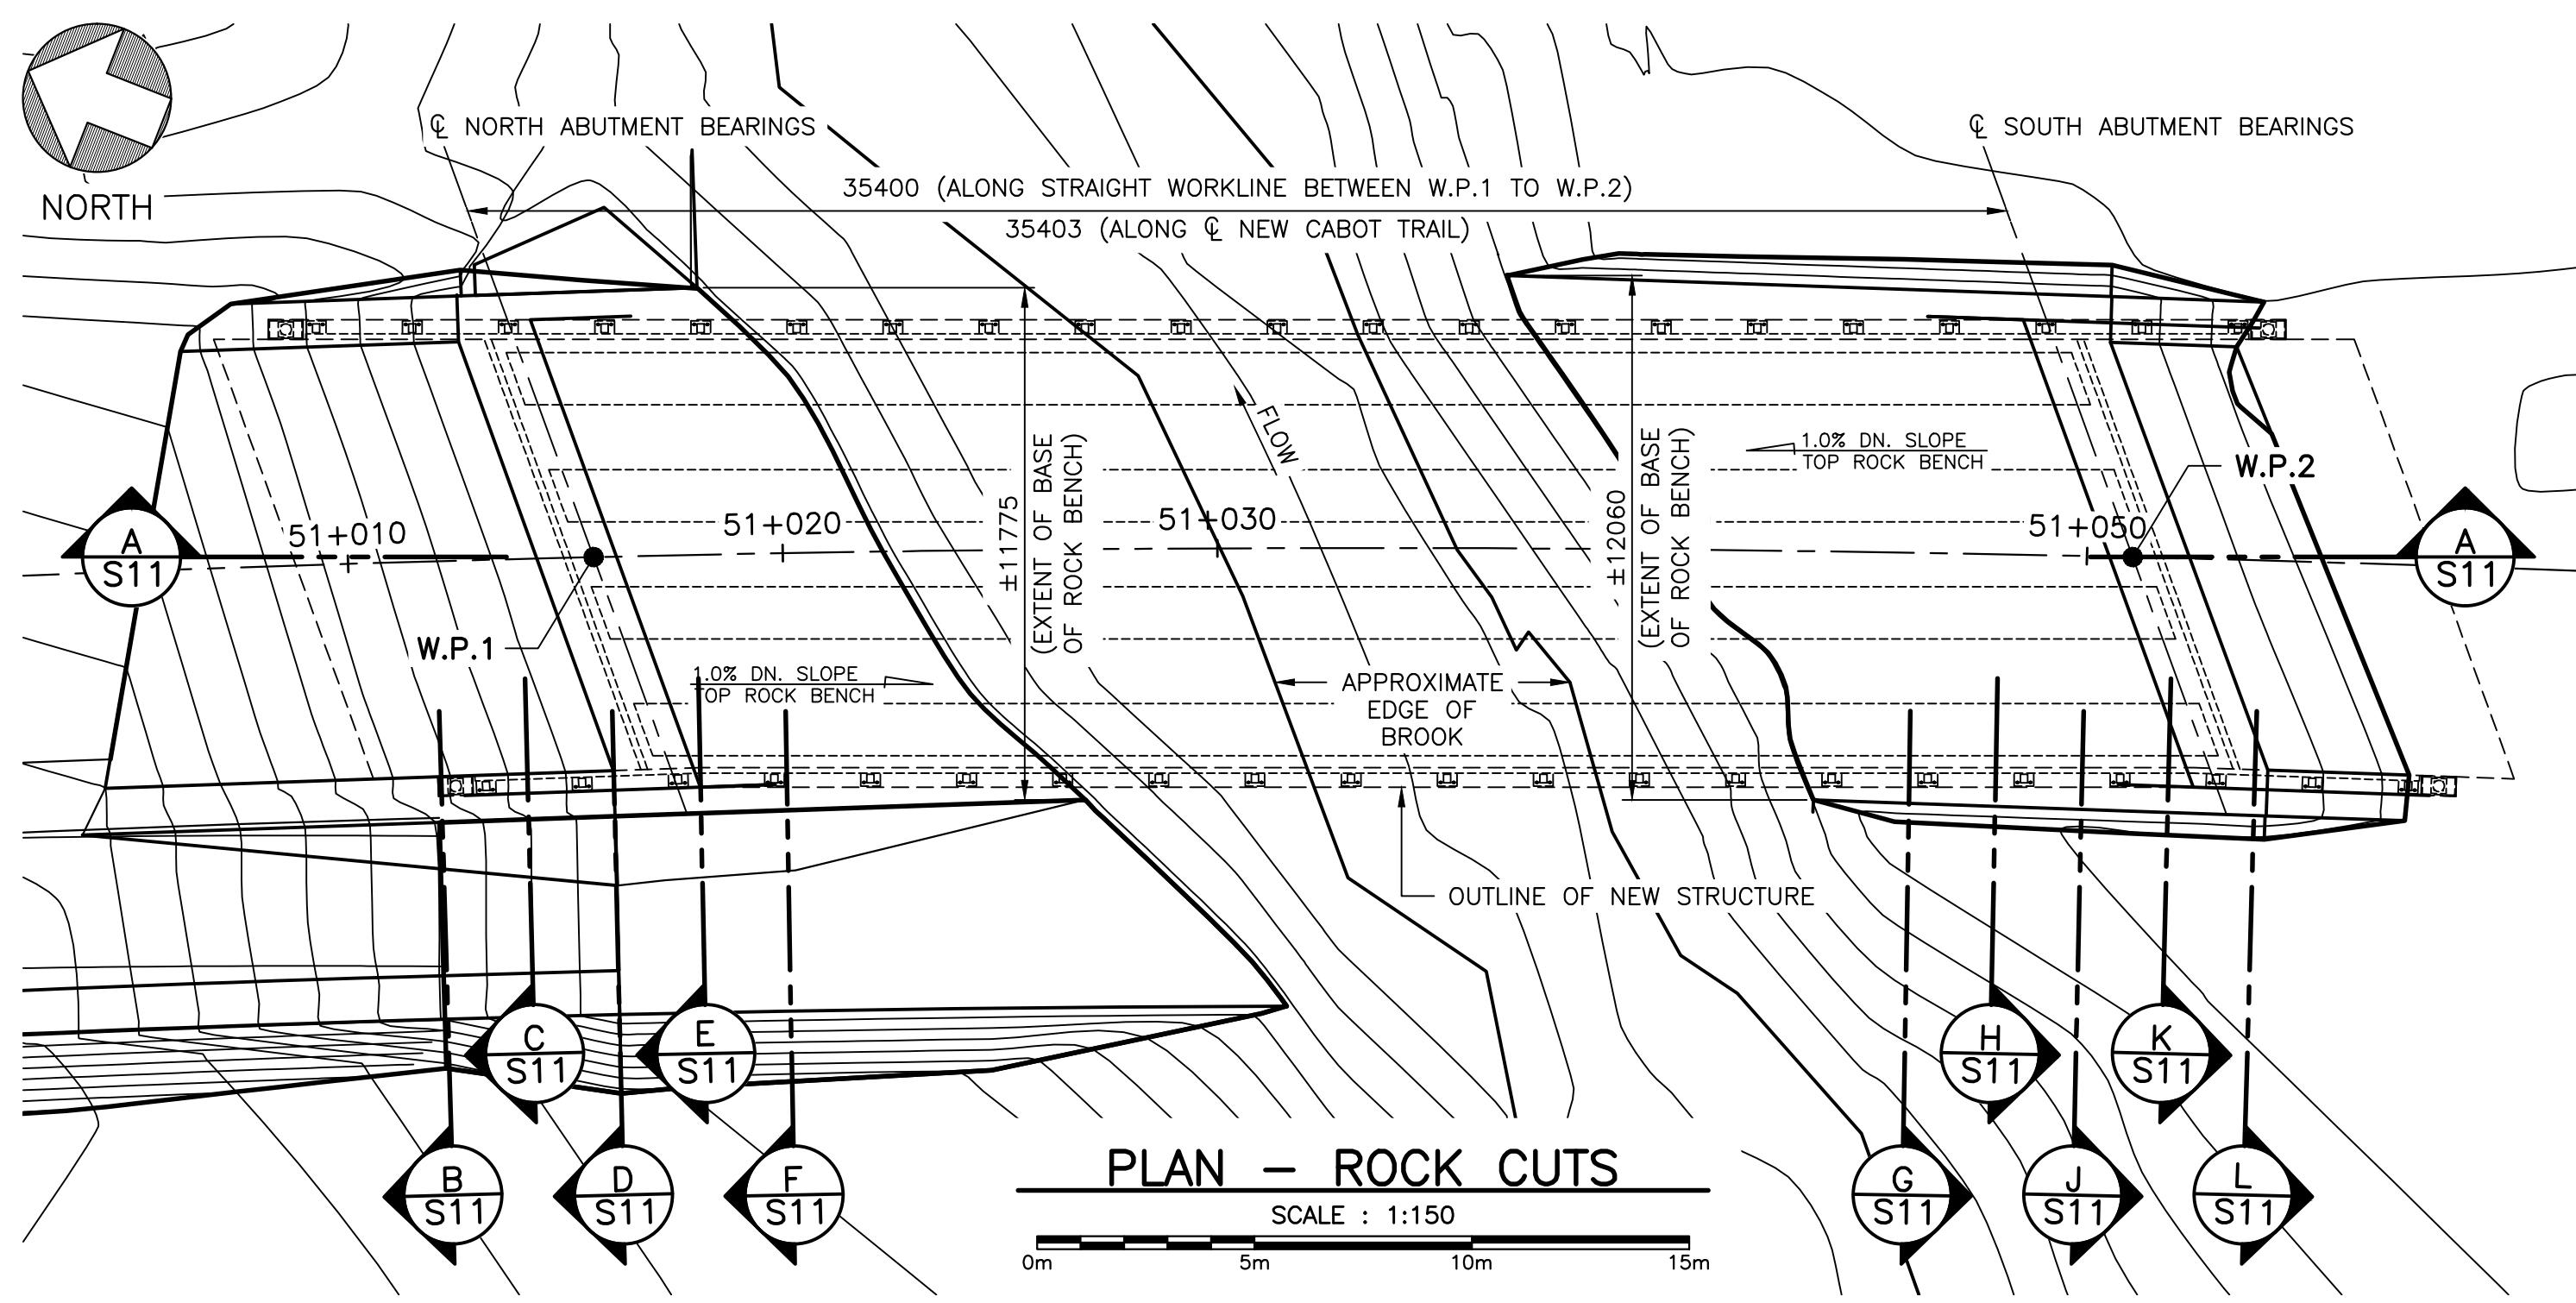 NORTH
℄ NORTH ABUTMENT BEARINGS
℄ SOUTH ABUTMENT BEARINGS
35400 (ALONG STRAIGHT WORKLINE BETWEEN W.P.1 TO W.P.2)
35403 (ALONG ℄ NEW CABOT TRAIL)
FLOW
±11775
(EXTENT OF BASE
OF ROCK BENCH)
±12060
(EXTENT OF BASE
OF ROCK BENCH)
1.0% DN. SLOPE
TOP ROCK BENCH
W.P.2
A
S11
51+010
51+020
51+030
51+050
A
S11
W.P.1
1.0% DN. SLOPE
TOP ROCK BENCH
APPROXIMATE
EDGE OF
BROOK
OUTLINE OF NEW STRUCTURE
C
S11
E
S11
H
S11
K
S11
B
S11
D
S11
F
S11
G
S11
J
S11
L
S11
PLAN – ROCK CUTS
SCALE : 1:150
0m 5m 10m 15m